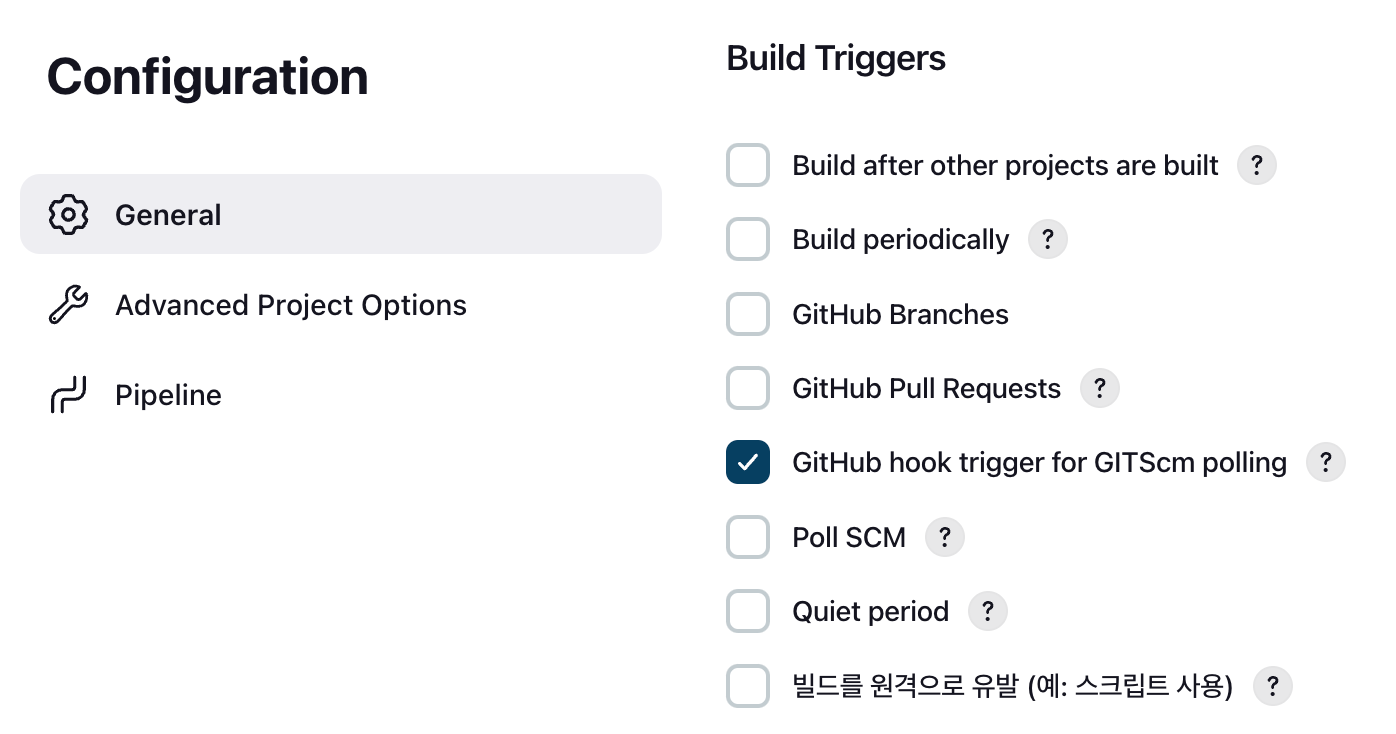 Configuration
General
Advanced Project Options
Pipeline
Build Triggers
Build after other projects are built ?
Build periodically ?
GitHub Branches
GitHub Pull Requests ?
GitHub hook trigger for GITScm polling ?
Poll SCM ?
Quiet period ?
빌드를 원격으로 유발 (예: 스크립트 사용) ?